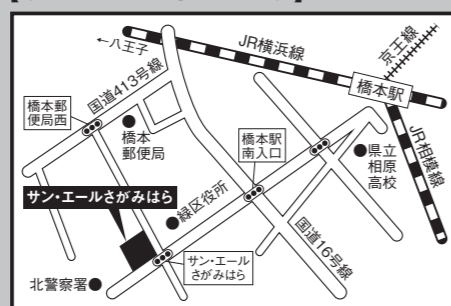 ←八王子
JR横浜線
京王線
橋本駅
国道413号線
橋本郵
便局西
橋本
郵便局
橋本駅
南入口
県立
相原
高校
JR相模線
サン・エールさがみはら
緑区役所
国道16号線
サン・エール
さがみはら
北警察署